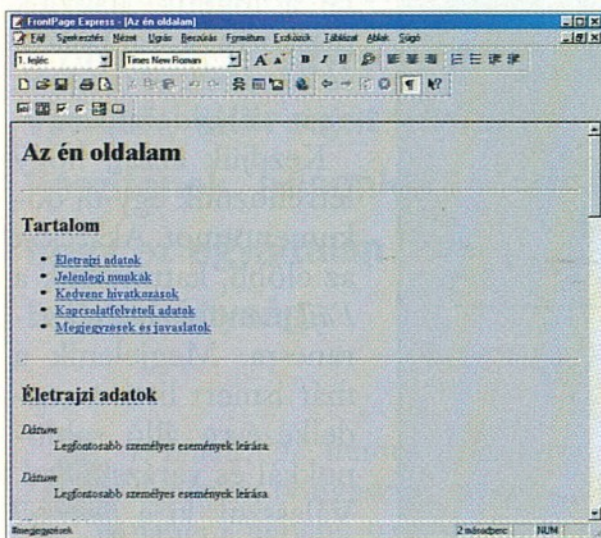 FrontPage Express - [Az én oldalam]
Fájl Szerkesztés Nézet Ugrás Beszúrás Formátum Eszközök Táblázat Ablak Súgó
1. fejléc Times New Roman
Az én oldalam
Tartalom
Életrajzi adatok
Jelenlegi munkák
Kedvenc hivatkozások
Kapcsolatfelvételi adatok
Megjegyzések és javaslatok
Életrajzi adatok
Dátum
Legfontosabb személyes események leírása.
Dátum
Legfontosabb személyes események leírása.
#megjegyzések 2 másodperc NUM